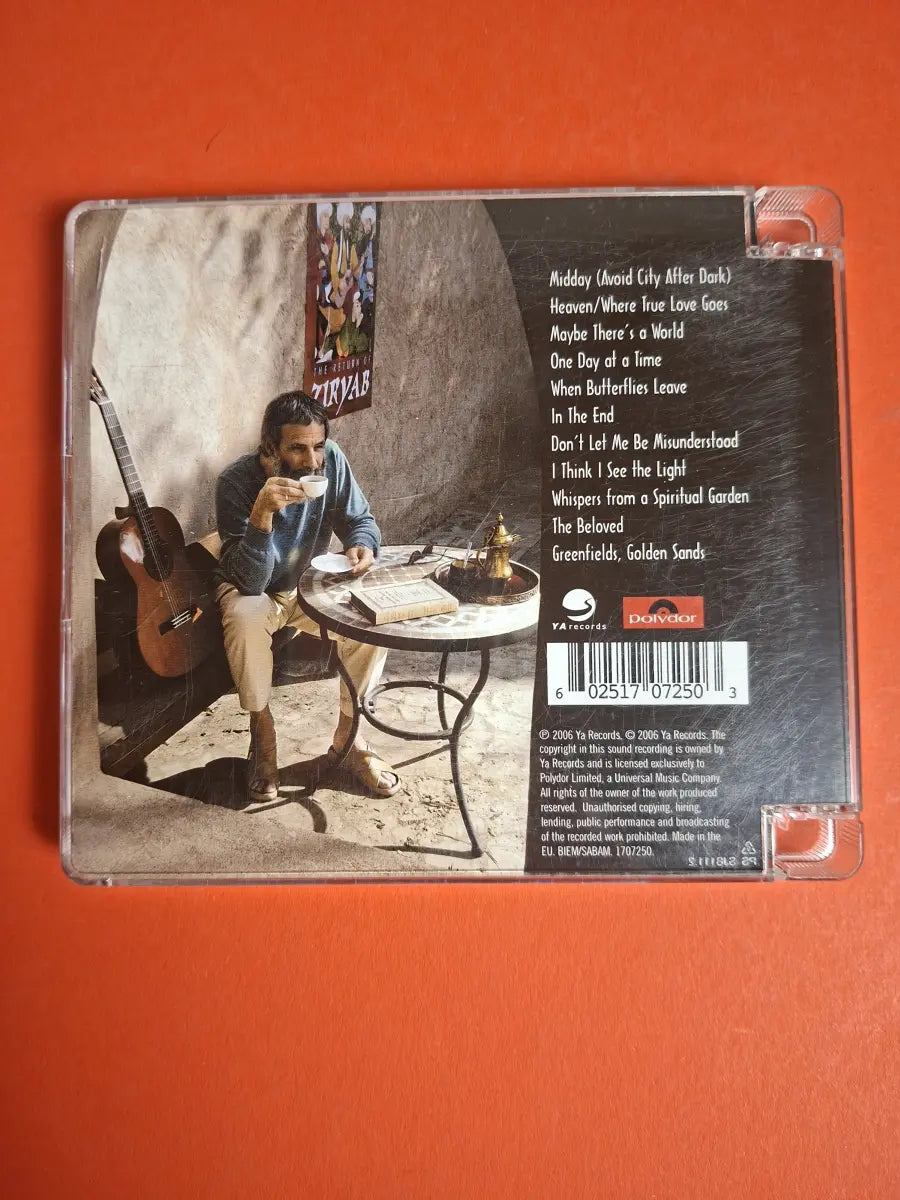 THE RETURN OF
ZIRYAB
Midday (Avoid City After Dark)
Heaven/Where True Love Goes
Maybe There's a World
One Day at a Time
When Butterflies Leave
In The End
Don't Let Me Be Misunderstood
I Think I See the Light
Whispers from a Spiritual Garden
The Beloved
Greenfields, Golden Sands
YA records
polydor
6 02517 07250 3
℗ 2006 Ya Records, © 2006 Ya Records. The
copyright in this sound recording is owned by
Ya Records and is licensed exclusively to
Polydor Limited, a Universal Music Company.
All rights of the owner of the work produced
reserved. Unauthorised copying, hiring,
lending, public performance and broadcasting
of the recorded work prohibited. Made in the
EU. BIEM/SABAM. 1707250.